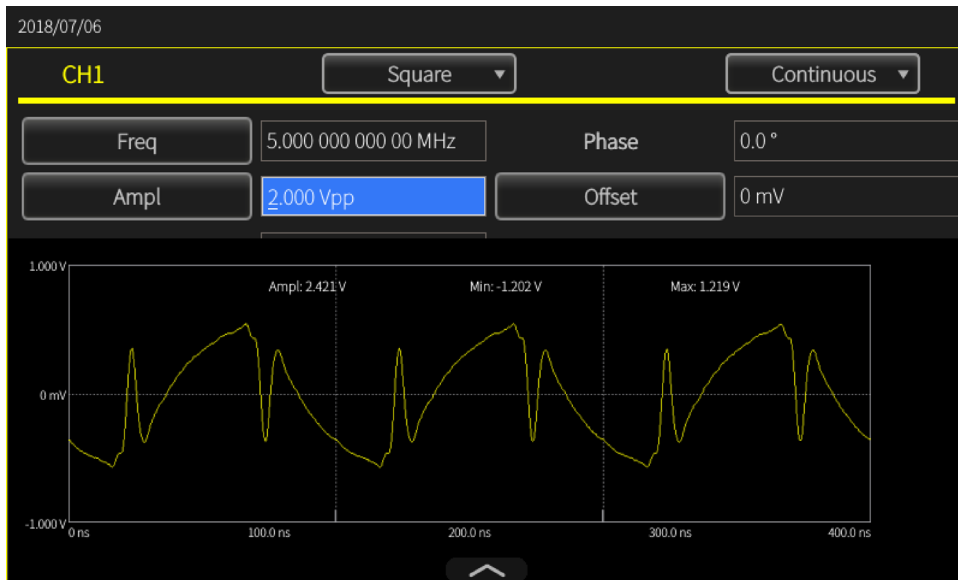 2018/07/06
CH1 Square Continuous
Freq 5.000 000 000 00 MHz Phase 0.0 °
Ampl 2.000 Vpp Offset 0 mV
1.000 V
Ampl: 2.421 V Min: -1.202 V Max: 1.219 V
0 mV
-1.000 V
0 ns 100.0 ns 200.0 ns 300.0 ns 400.0 ns